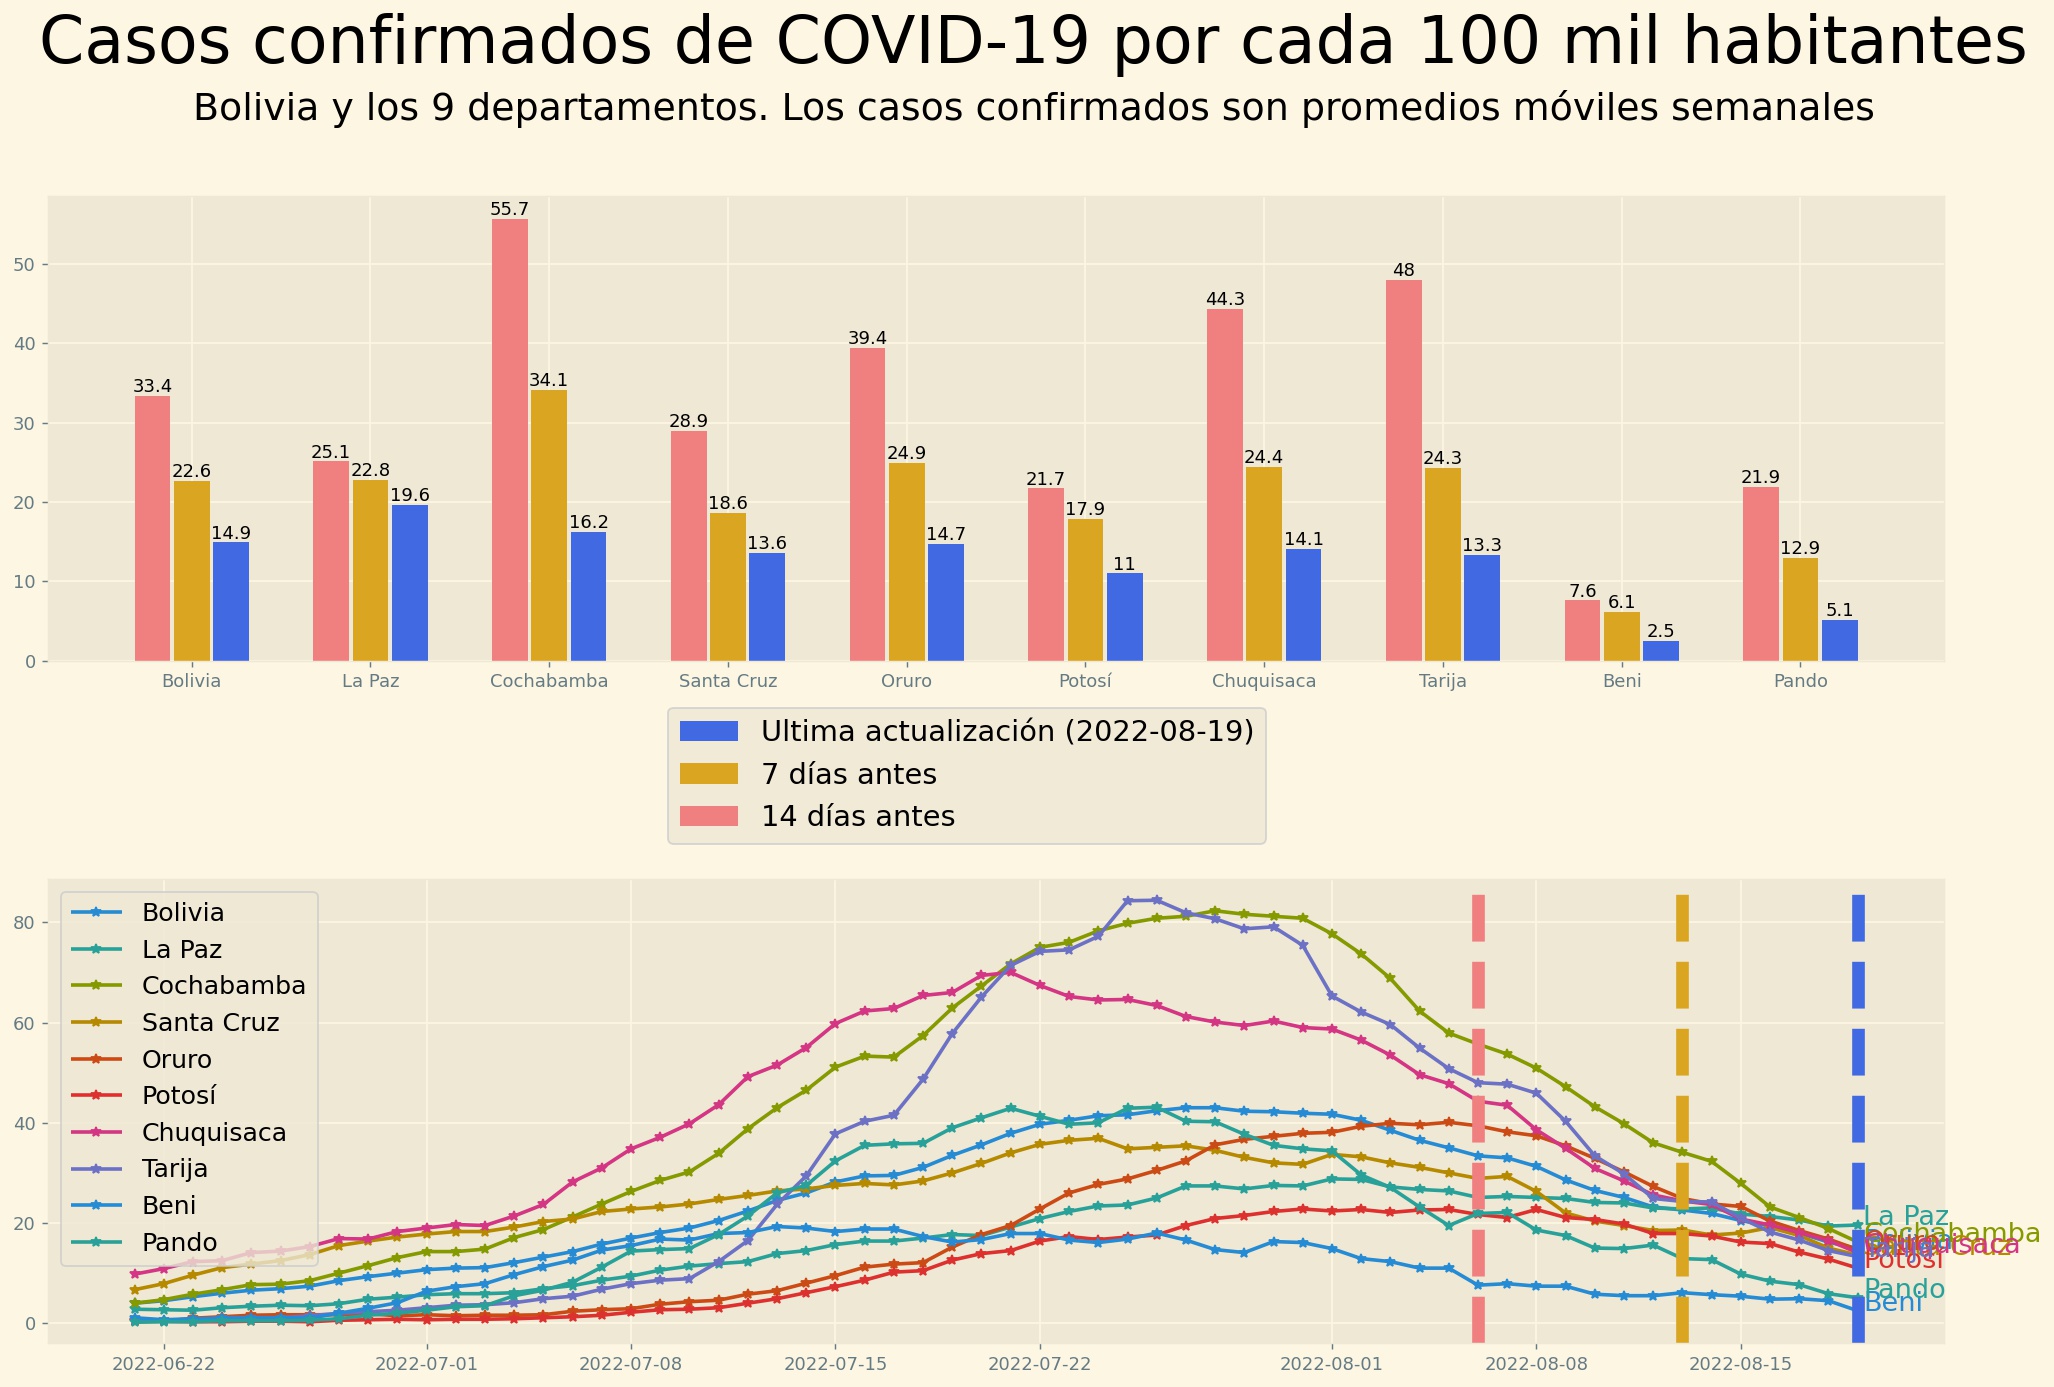 Casos confirmados de COVID-19 por cada 100 mil habitantes
Bolivia y los 9 departamentos. Los casos confirmados son promedios móviles semanales
50
40
30
20
10
0
33.4
22.6
14.9
25.1
22.8
19.6
55.7
34.1
16.2
28.9
18.6
13.6
39.4
24.9
14.7
21.7
17.9
11
44.3
24.4
14.1
48
24.3
13.3
7.6
6.1
2.5
21.9
12.9
5.1
Bolivia
La Paz
Cochabamba
Santa Cruz
Oruro
Potosí
Chuquisaca
Tarija
Beni
Pando
Ultima actualización (2022-08-19)
7 días antes
14 días antes
80
60
40
20
0
Bolivia
La Paz
Cochabamba
Santa Cruz
Oruro
Potosí
Chuquisaca
Tarija
Beni
Pando
La Paz
Cochabamba
Chuquisaca
Potosí
Pando
Beni
2022-06-22
2022-07-01
2022-07-08
2022-07-15
2022-07-22
2022-08-01
2022-08-08
2022-08-15